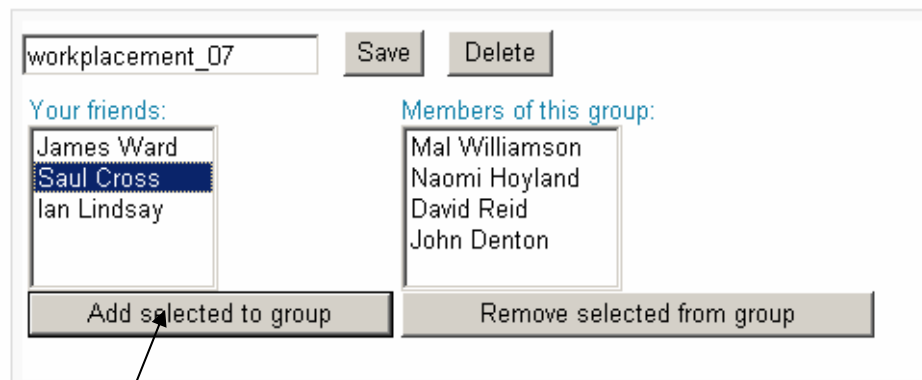 workplacement_07 Save Delete
Your friends: Members of this group:
James Ward Mal Williamson
Saul Cross Naomi Hoyland
Ian Lindsay David Reid
John Denton
Add selected to group Remove selected from group